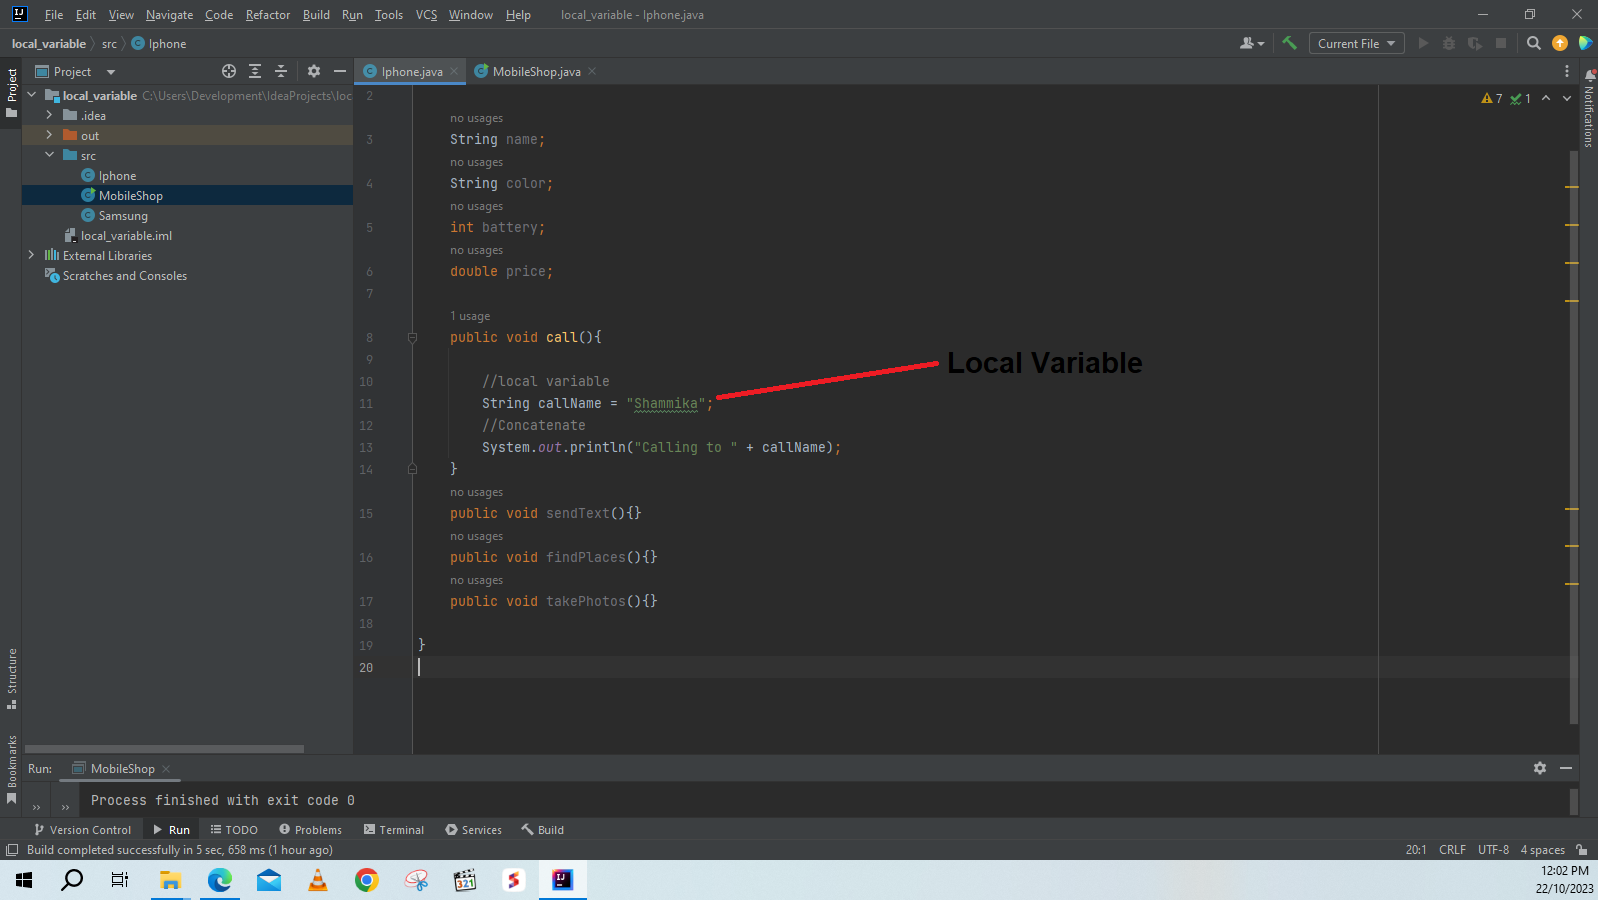 File Edit View Navigate Code Refactor Build Run Tools VCS Window Help local_variable - Iphone.java
local_variable src Iphone Current File
Project Iphone.java MobileShop.java
Project
local_variable C:\Users\Development\IdeaProjects\loc
.idea
out
src
Iphone
MobileShop
Samsung
local_variable.iml
External Libraries
Scratches and Consoles
Structure
Bookmarks
Notifications
7 1
2
no usages
3 String name;
no usages
4 String color;
no usages
5 int battery;
no usages
6 double price;
7
1 usage
8 public void call(){
9
Local Variable
10 //local variable
11 String callName = "Shammika";
12 //Concatenate
13 System.out.println("Calling to " + callName);
14 }
no usages
15 public void sendText(){}
no usages
16 public void findPlaces(){}
no usages
17 public void takePhotos(){}
18
19 }
20
Run: MobileShop
Process finished with exit code 0
Version Control Run TODO Problems Terminal Services Build
Build completed successfully in 5 sec, 658 ms (1 hour ago) 20:1 CRLF UTF-8 4 spaces
321
12:02 PM
22/10/2023